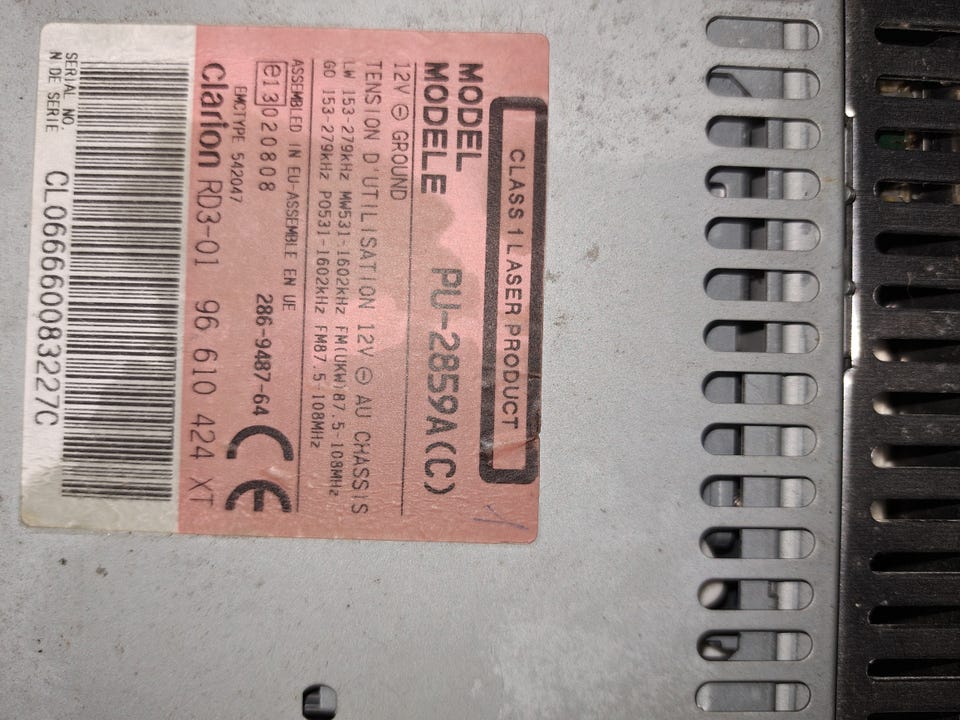 CLASS 1 LASER PRODUCT
MODEL
MODELE PU-2859A(C)
12V ⊖ GROUND
TENSION D'UTILISATION 12V ⊖ AU CHASSIS
LW 153-279kHz MW531-1602kHz FM(UKW)87.5-108MHz
GO 153-279kHz PO531-1602kHz FM87.5-108MHz
ASSEMBLED IN EU-ASSEMBLE EN UE
e13 020808 286-9487-64 CE
EMCTYPE 542047
Clarion RD3-01 96 610 424 XT
SERIAL NO.
N DE SERIE CL0666600832227C